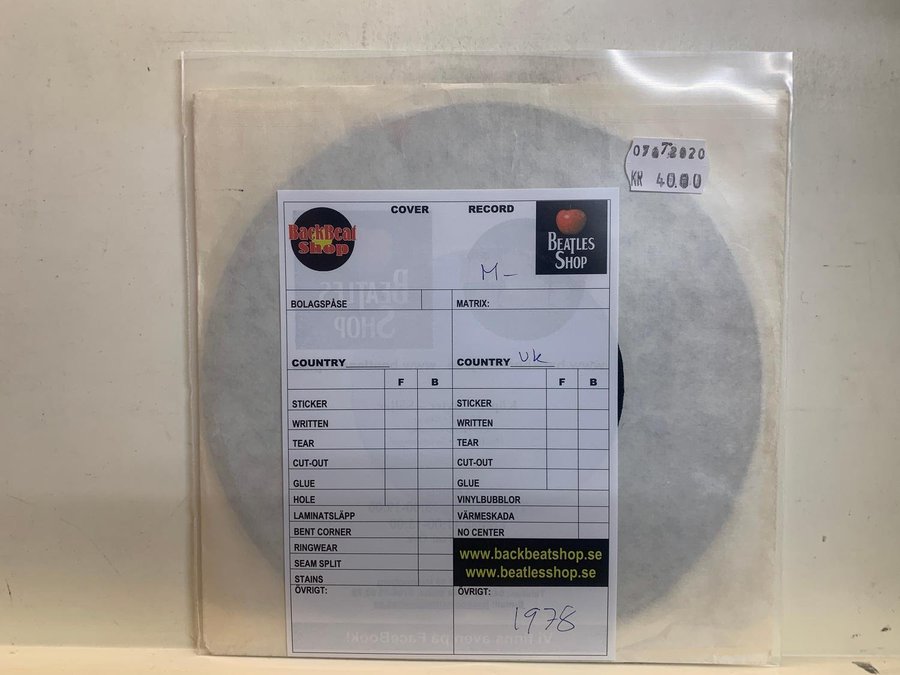 07072020
KR 40.00
COVER
RECORD
BackBeat
Shop
BEATLES
SHOP
M-
BOLAGSPÅSE
MATRIX:
COUNTRY
COUNTRY UK
F B
F B
STICKER
STICKER
WRITTEN
WRITTEN
TEAR
TEAR
CUT-OUT
CUT-OUT
GLUE
GLUE
HOLE
VINYLBUBBLOR
LAMINATSLÄPP
VÄRMESKADA
BENT CORNER
NO CENTER
RINGWEAR
SEAM SPLIT
STAINS
www.backbeatshop.se
www.beatlesshop.se
ÖVRIGT:
ÖVRIGT:
1978